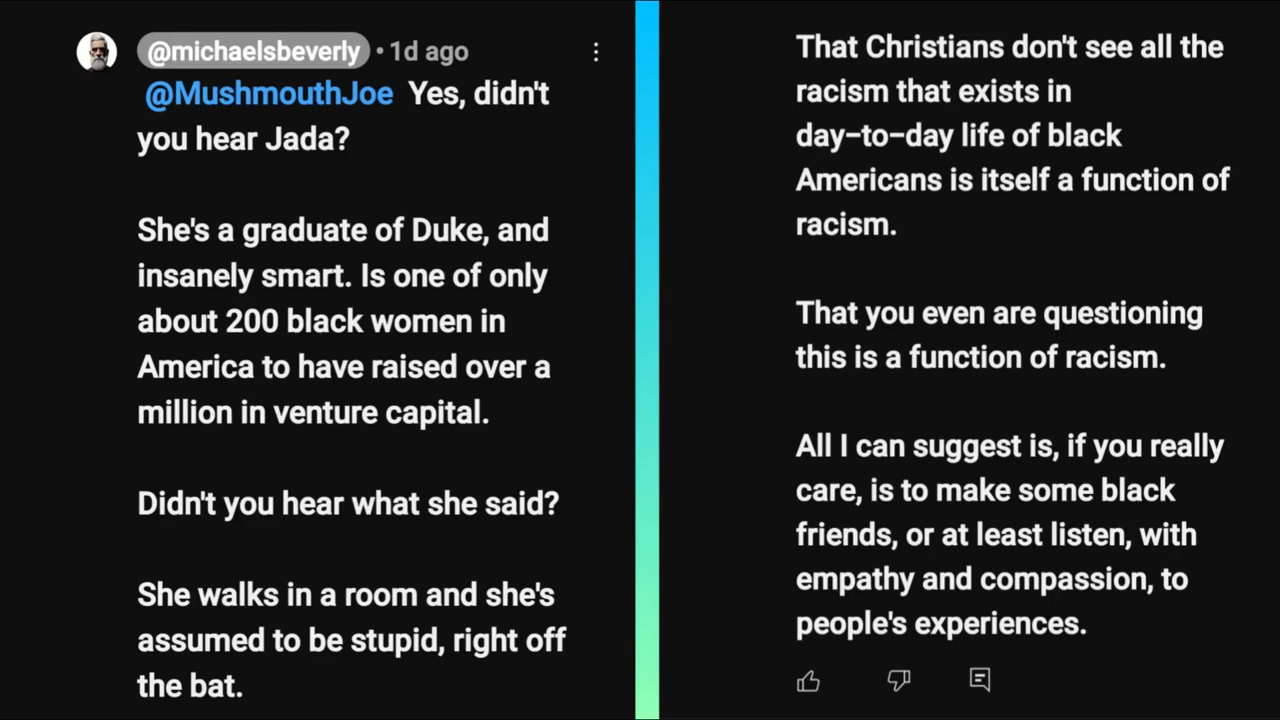 @michaelsbeverly • 1d ago
@MushmouthJoe Yes, didn't
you hear Jada?
She's a graduate of Duke, and
insanely smart. Is one of only
about 200 black women in
America to have raised over a
million in venture capital.
Didn't you hear what she said?
She walks in a room and she's
assumed to be stupid, right off
the bat.
That Christians don't see all the
racism that exists in
day-to-day life of black
Americans is itself a function of
racism.
That you even are questioning
this is a function of racism.
All I can suggest is, if you really
care, is to make some black
friends, or at least listen, with
empathy and compassion, to
people's experiences.